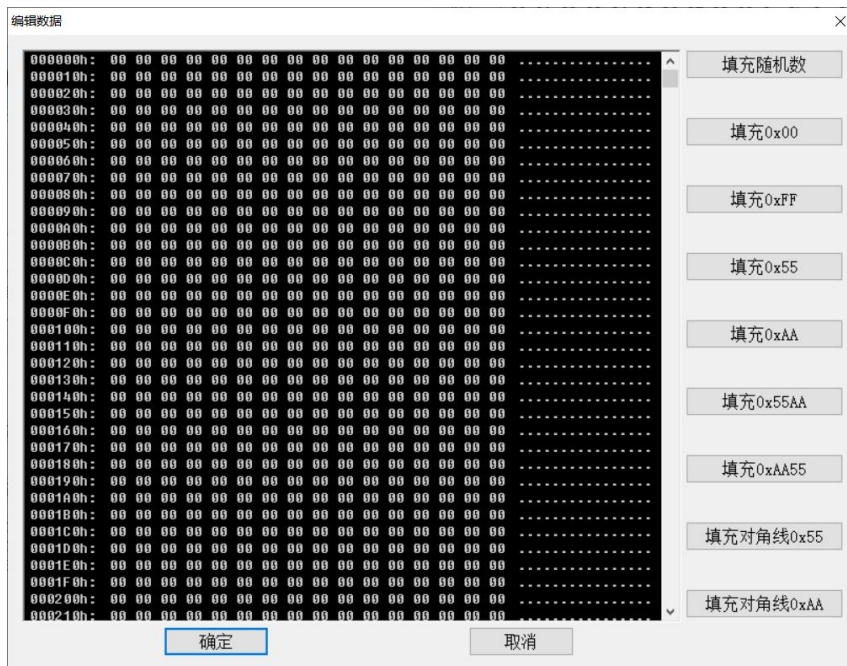 编辑数据
000000h: 00 00 00 00 00 00 00 00 00 00 00 00 00 00 00 00 ................
000010h: 00 00 00 00 00 00 00 00 00 00 00 00 00 00 00 00 ................
000020h: 00 00 00 00 00 00 00 00 00 00 00 00 00 00 00 00 ................
000030h: 00 00 00 00 00 00 00 00 00 00 00 00 00 00 00 00 ................
000040h: 00 00 00 00 00 00 00 00 00 00 00 00 00 00 00 00 ................
000050h: 00 00 00 00 00 00 00 00 00 00 00 00 00 00 00 00 ................
000060h: 00 00 00 00 00 00 00 00 00 00 00 00 00 00 00 00 ................
000070h: 00 00 00 00 00 00 00 00 00 00 00 00 00 00 00 00 ................
000080h: 00 00 00 00 00 00 00 00 00 00 00 00 00 00 00 00 ................
000090h: 00 00 00 00 00 00 00 00 00 00 00 00 00 00 00 00 ................
0000A0h: 00 00 00 00 00 00 00 00 00 00 00 00 00 00 00 00 ................
0000B0h: 00 00 00 00 00 00 00 00 00 00 00 00 00 00 00 00 ................
0000C0h: 00 00 00 00 00 00 00 00 00 00 00 00 00 00 00 00 ................
0000D0h: 00 00 00 00 00 00 00 00 00 00 00 00 00 00 00 00 ................
0000E0h: 00 00 00 00 00 00 00 00 00 00 00 00 00 00 00 00 ................
0000F0h: 00 00 00 00 00 00 00 00 00 00 00 00 00 00 00 00 ................
000100h: 00 00 00 00 00 00 00 00 00 00 00 00 00 00 00 00 ................
000110h: 00 00 00 00 00 00 00 00 00 00 00 00 00 00 00 00 ................
000120h: 00 00 00 00 00 00 00 00 00 00 00 00 00 00 00 00 ................
000130h: 00 00 00 00 00 00 00 00 00 00 00 00 00 00 00 00 ................
000140h: 00 00 00 00 00 00 00 00 00 00 00 00 00 00 00 00 ................
000150h: 00 00 00 00 00 00 00 00 00 00 00 00 00 00 00 00 ................
000160h: 00 00 00 00 00 00 00 00 00 00 00 00 00 00 00 00 ................
000170h: 00 00 00 00 00 00 00 00 00 00 00 00 00 00 00 00 ................
000180h: 00 00 00 00 00 00 00 00 00 00 00 00 00 00 00 00 ................
000190h: 00 00 00 00 00 00 00 00 00 00 00 00 00 00 00 00 ................
0001A0h: 00 00 00 00 00 00 00 00 00 00 00 00 00 00 00 00 ................
0001B0h: 00 00 00 00 00 00 00 00 00 00 00 00 00 00 00 00 ................
0001C0h: 00 00 00 00 00 00 00 00 00 00 00 00 00 00 00 00 ................
0001D0h: 00 00 00 00 00 00 00 00 00 00 00 00 00 00 00 00 ................
0001E0h: 00 00 00 00 00 00 00 00 00 00 00 00 00 00 00 00 ................
0001F0h: 00 00 00 00 00 00 00 00 00 00 00 00 00 00 00 00 ................
000200h: 00 00 00 00 00 00 00 00 00 00 00 00 00 00 00 00 ................
000210h: 00 00 00 00 00 00 00 00 00 00 00 00 00 00 00 00 ................
填充随机数
填充0x00
填充0xFF
填充0x55
填充0xAA
填充0x55AA
填充0xAA55
填充对角线0x55
填充对角线0xAA
确定
取消